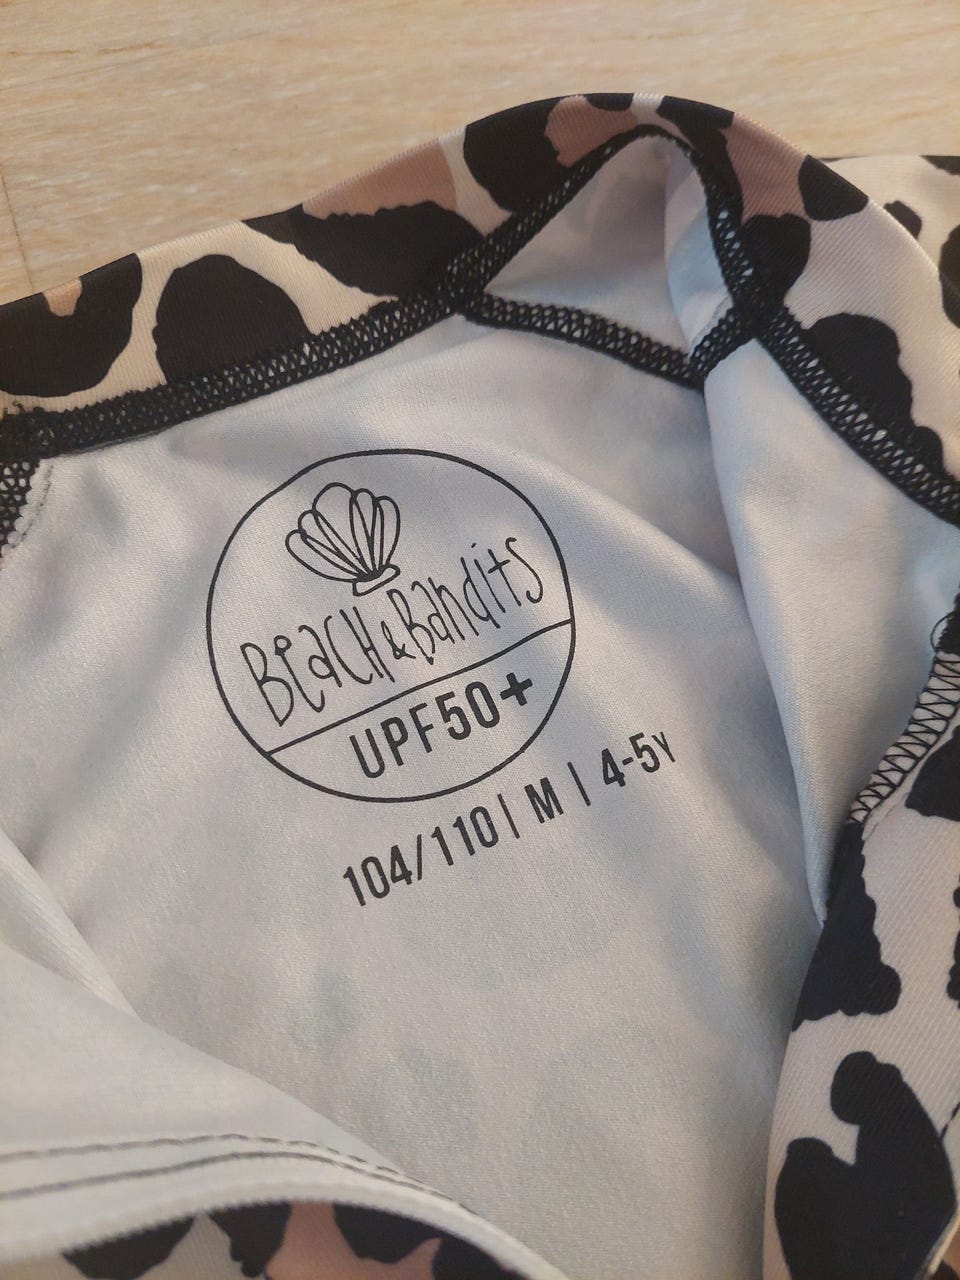 Beach & Bandits
UPF50+
104/110 | M | 4-5Y